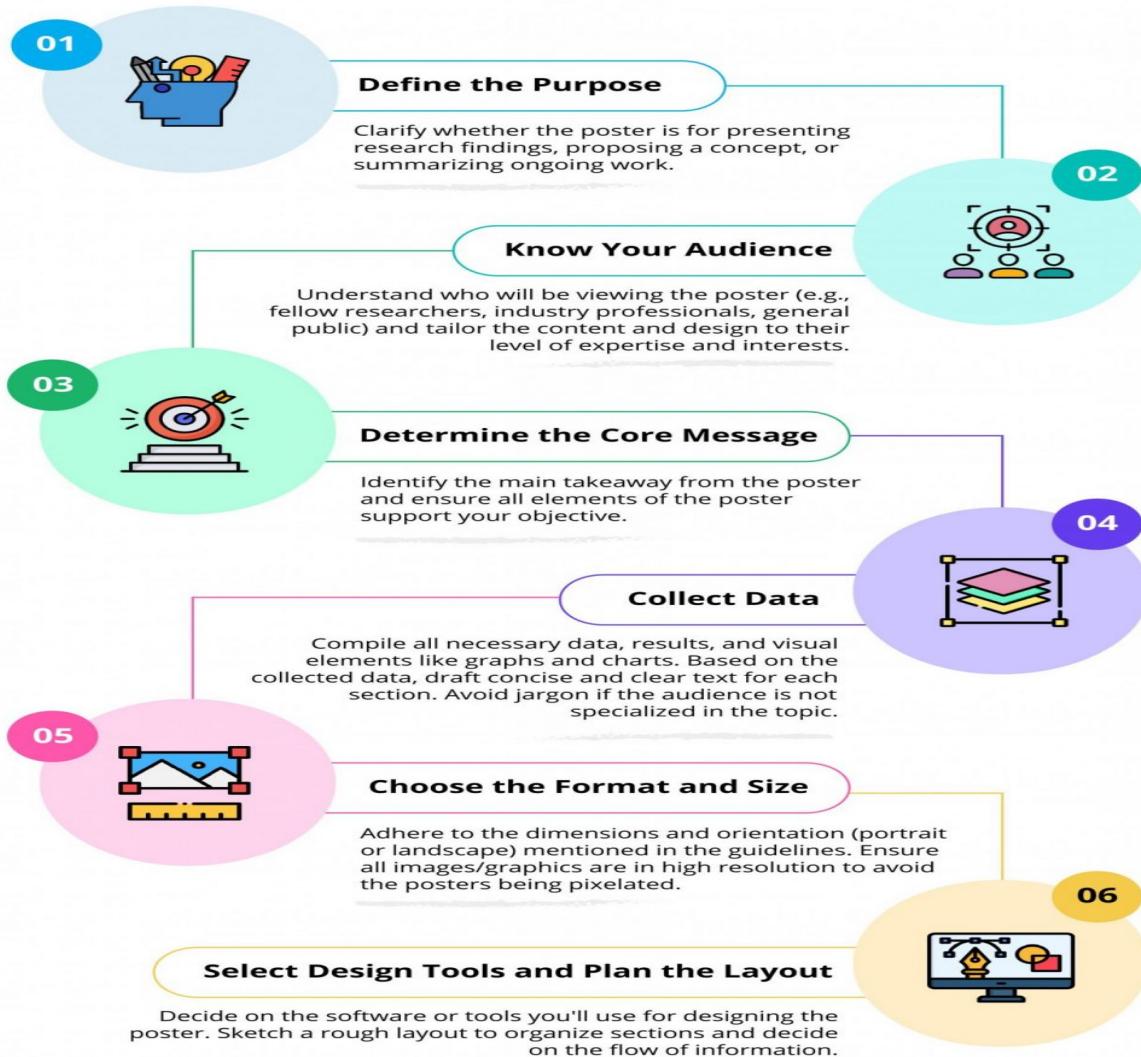 01
Define the Purpose
Clarify whether the poster is for presenting
research findings, proposing a concept, or
summarizing ongoing work.
02
Know Your Audience
Understand who will be viewing the poster (e.g.,
fellow researchers, industry professionals, general
public) and tailor the content and design to their
level of expertise and interests.
03
Determine the Core Message
Identify the main takeaway from the poster
and ensure all elements of the poster
support your objective.
04
Collect Data
Compile all necessary data, results, and visual
elements like graphs and charts. Based on the
collected data, draft concise and clear text for each
section. Avoid jargon if the audience is not
specialized in the topic.
05
Choose the Format and Size
Adhere to the dimensions and orientation (portrait
or landscape) mentioned in the guidelines. Ensure
all images/graphics are in high resolution to avoid
the posters being pixelated.
06
Select Design Tools and Plan the Layout
Decide on the software or tools you'll use for designing the
poster. Sketch a rough layout to organize sections and decide
on the flow of information.